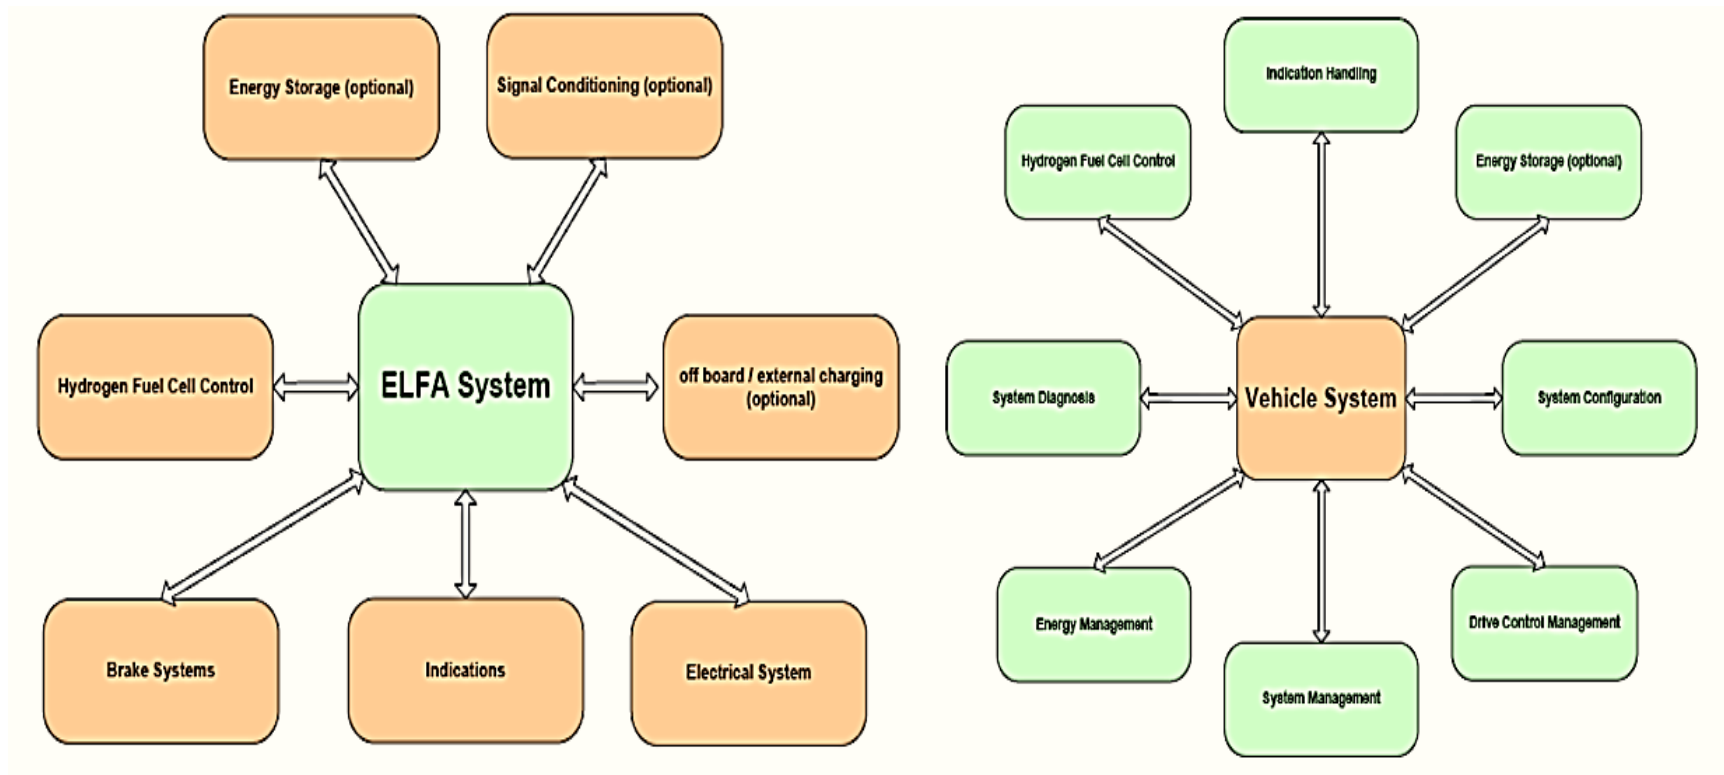 Energy Storage (optional)
Signal Conditioning (optional)
Hydrogen Fuel Cell Control
ELFA System
off board / external charging
(optional)
Brake Systems
Indications
Electrical System
Indication Handling
Hydrogen Fuel Cell Control
Energy Storage (optional)
System Diagnosis
Vehicle System
System Configuration
Energy Management
Drive Control Management
System Management